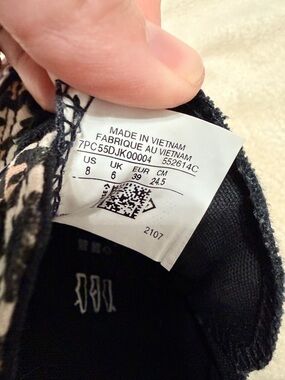 MADE IN VIETNAM
FABRIQUE AU VIETNAM
7PC55DJK00004 552614C
US UK EUR CM
8 6 39 24.5
2107